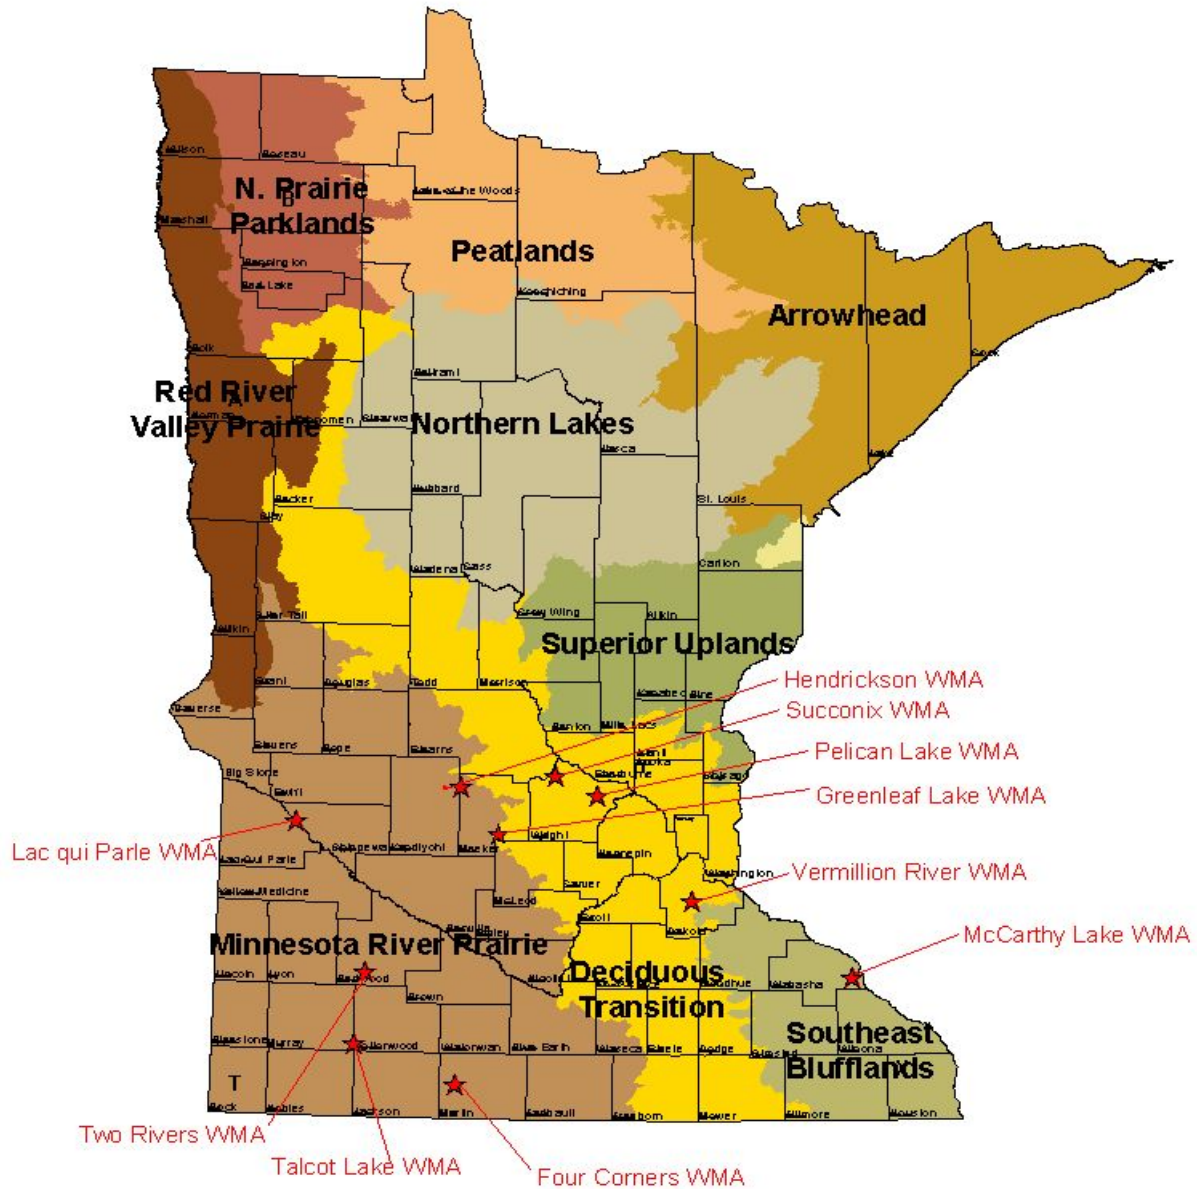 Roseau
N. Prairie
B
Parklands
Lake of the Woods
Marshall
Pennington
Red Lake
Peatlands
Koochiching
Arrowhead
Polk
Cook
Beltrami
Red River
A
Valley Prairie
Northern Lakes
Itasca
Lake
Hubbard
Becker
St. Louis
Clay
Wadena
Cass
Carlton
Crow Wing
Aitkin
Otter Tail
Wilkin
Superior Uplands
Grant
Douglas
Todd
Morrison
Kanabec
Pine
Hendrickson WMA
Succonix WMA
Traverse
Benton
Mille Lacs
Stevens
Pope
Stearns
Pelican Lake WMA
Anoka
Sherburne
Chisago
Big Stone
Swift
Greenleaf Lake WMA
Lac qui Parle WMA
Wright
Chippewa
Kandiyohi
Meeker
Hennepin
Lac Qui Parle
Washington
Vermillion River WMA
Yellow Medicine
Carver
McLeod
Scott
Dakota
McCarthy Lake WMA
Minnesota River Prairie
Lincoln
Lyon
Redwood
Deciduous
Transition
Goodhue
Wabasha
Brown
Southeast
Blufflands
Murray
Watonwan
Blue Earth
Waseca
Steele
Dodge
Olmsted
Winona
T
Rock
Nobles
Jackson
Martin
Faribault
Freeborn
Mower
Fillmore
Houston
Two Rivers WMA
Talcot Lake WMA
Four Corners WMA